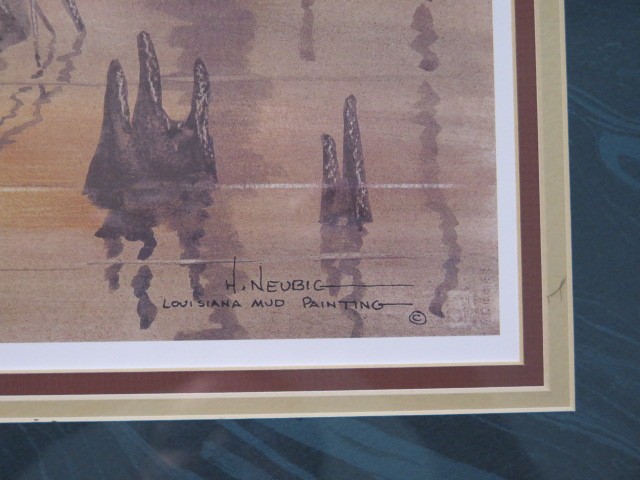 H. NEUBIG
LOUISIANA MUD PAINTING ©